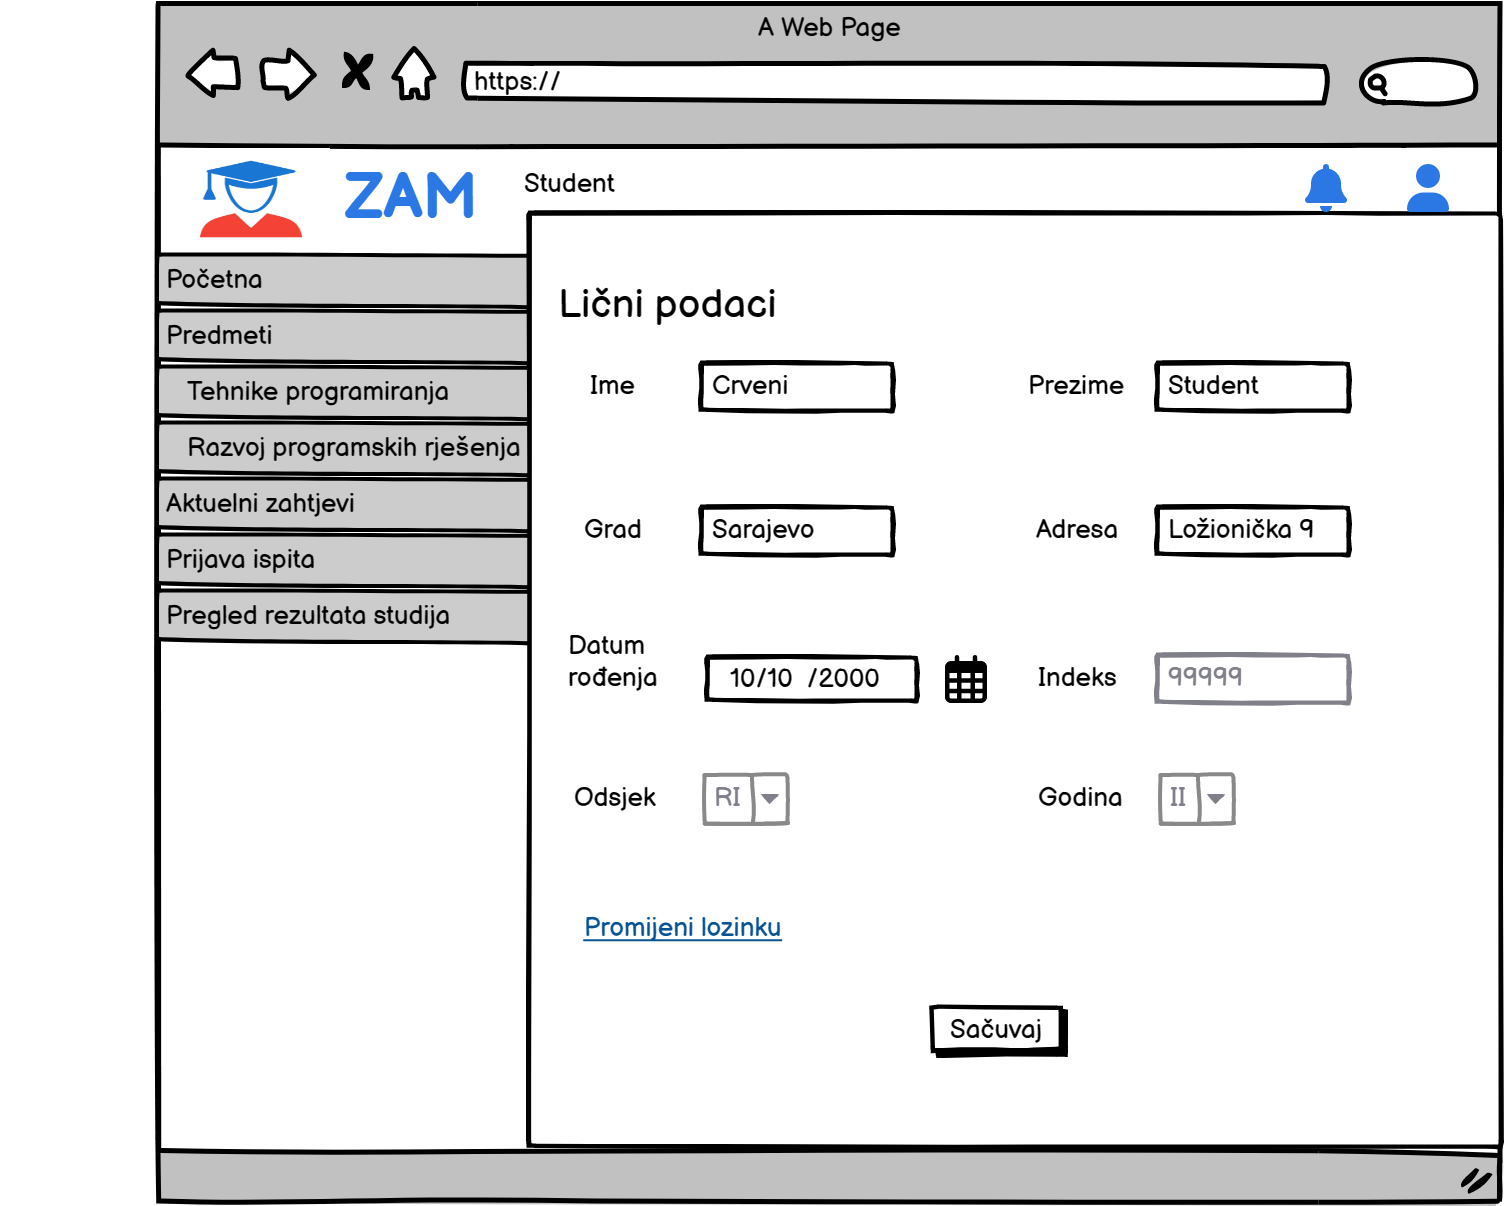 A Web Page
https://
ZAM
Student
Početna
Predmeti
Tehnike programiranja
Razvoj programskih rješenja
Aktuelni zahtjevi
Prijava ispita
Pregled rezultata studija
Lični podaci
Ime Crveni Prezime Student
Grad Sarajevo Adresa Ložionička 9
Datum
rođenja 10/10 /2000 Indeks 99999
Odsjek RI Godina II
Promijeni lozinku
Sačuvaj